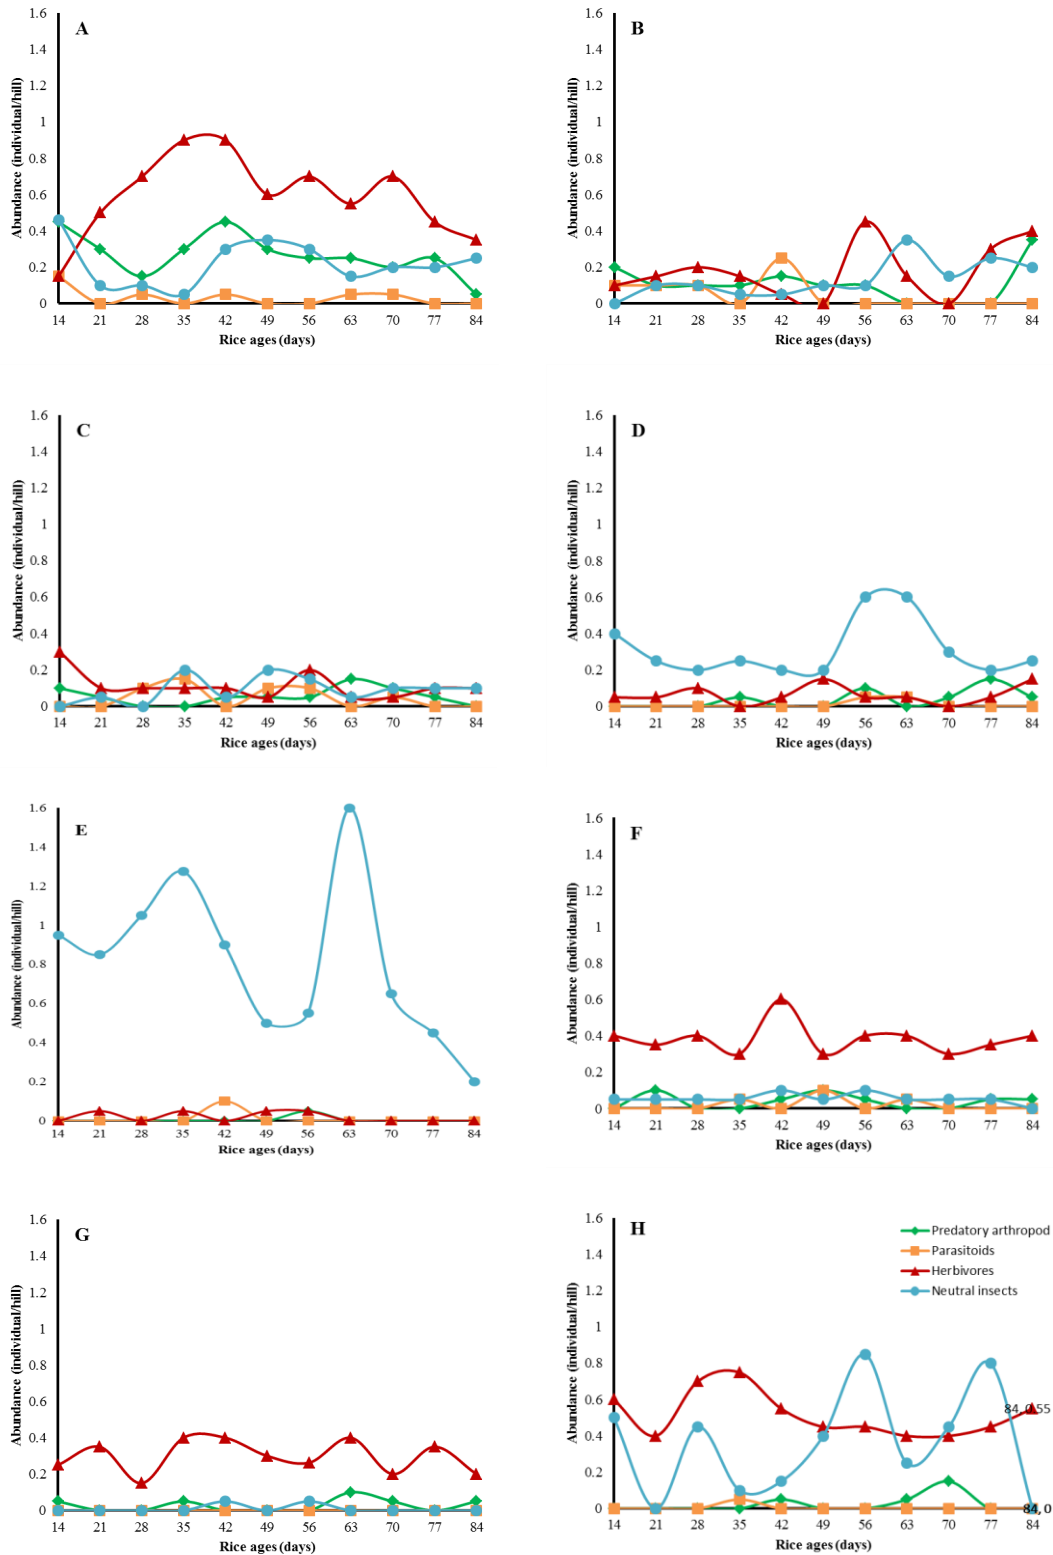 A
1.6
1.4
1.2
1
0.8
0.6
0.4
0.2
0
Abundance (individual/hill)
14 21 28 35 42 49 56 63 70 77 84
Rice ages (days)
B
1.6
1.4
1.2
1
0.8
0.6
0.4
0.2
0
Abundance (individual/hill)
14 21 28 35 42 49 56 63 70 77 84
Rice ages (days)
C
1.6
1.4
1.2
1
0.8
0.6
0.4
0.2
0
Abundance (individual/hill)
14 21 28 35 42 49 56 63 70 77 84
Rice ages (days)
D
1.6
1.4
1.2
1
0.8
0.6
0.4
0.2
0
Abundance (individual/hill)
14 21 28 35 42 49 56 63 70 77 84
Rice ages (days)
E
1.6
1.4
1.2
1
0.8
0.6
0.4
0.2
0
Abundance (individual/hill)
14 21 28 35 42 49 56 63 70 77 84
Rice ages (days)
F
1.6
1.4
1.2
1
0.8
0.6
0.4
0.2
0
Abundance (individual/hill)
14 21 28 35 42 49 56 63 70 77 84
Rice ages (days)
G
1.6
1.4
1.2
1
0.8
0.6
0.4
0.2
0
Abundance (individual/hill)
14 21 28 35 42 49 56 63 70 77 84
Rice ages (days)
H
1.6
1.4
1.2
1
0.8
0.6
0.4
0.2
0
Abundance (individual/hill)
Predatory arthropod
Parasitoids
Herbivores
Neutral insects
84, 0.55
84, 0
14 21 28 35 42 49 56 63 70 77 84
Rice ages (days)